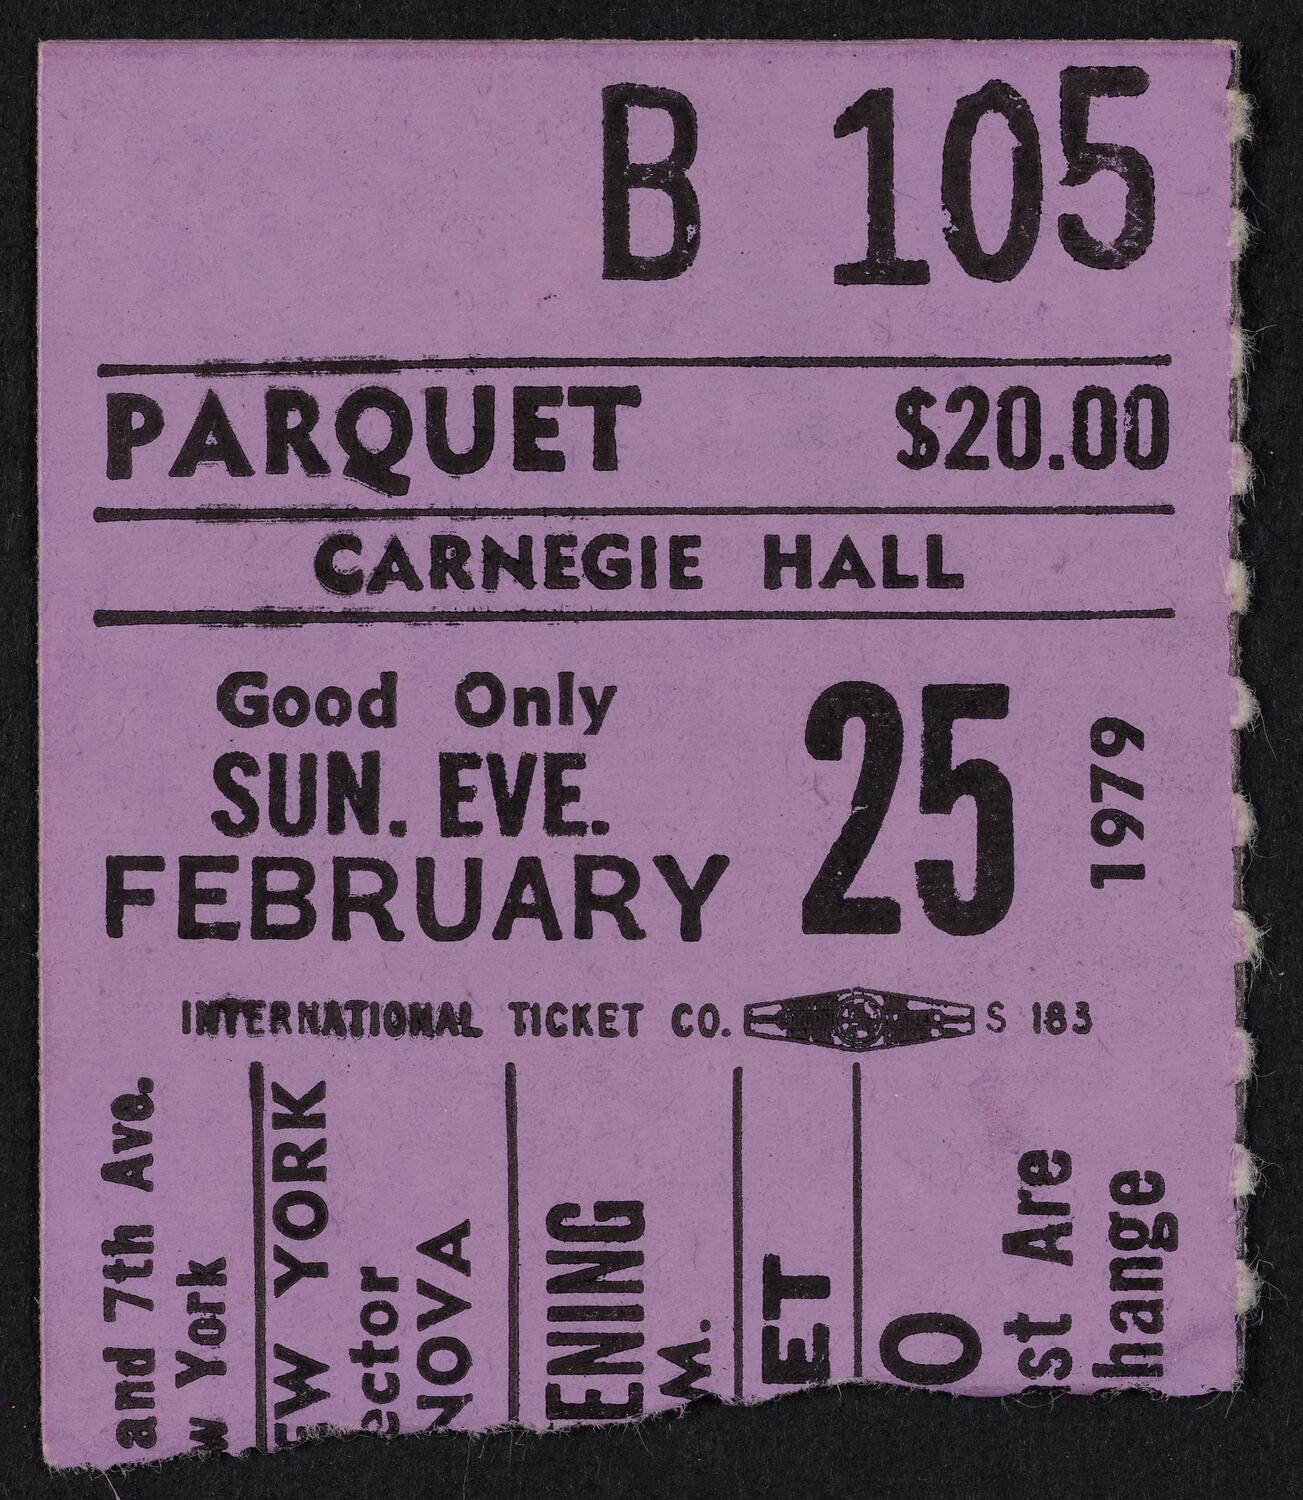 B 105
PARQUET $20.00
CARNEGIE HALL
Good Only
SUN. EVE.
FEBRUARY 25 1979
INTERNATIONAL TICKET CO. S 183
and 7th Ave.
w York
EW YORK
ector
NOVA
ENING
M.
ET
O
st Are
hange